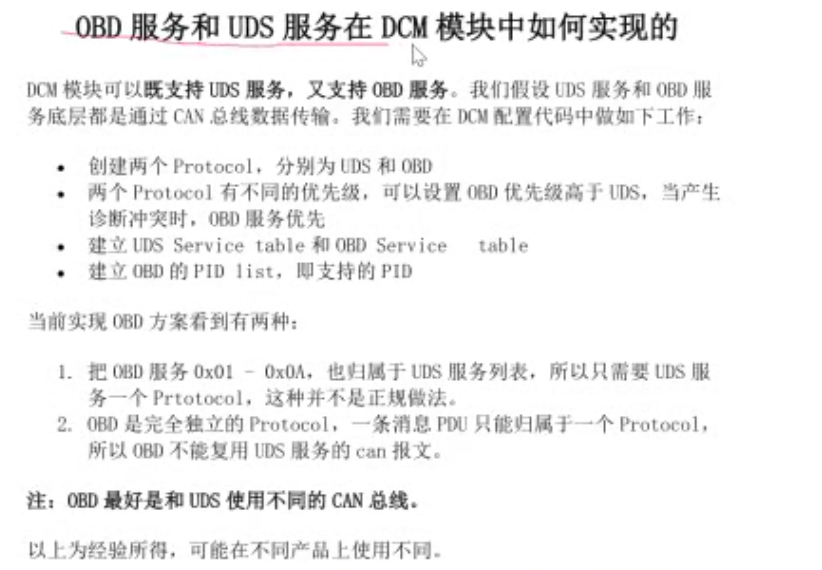 OBD 服务和 UDS 服务在 DCM 模块中如何实现的
DCM 模块可以既支持 UDS 服务，又支持 OBD 服务。我们假设 UDS 服务和 OBD 服
务底层都是通过 CAN 总线数据传输。我们需要在 DCM 配置代码中做如下工作：
• 创建两个 Protocol，分别为 UDS 和 OBD
• 两个 Protocol 有不同的优先级，可以设置 OBD 优先级高于 UDS，当产生
诊断冲突时，OBD 服务优先
• 建立 UDS Service table 和 OBD Service table
• 建立 OBD 的 PID list，即支持的 PID
当前实现 OBD 方案看到有两种：
1. 把 OBD 服务 0x01 - 0x0A，也归属于 UDS 服务列表，所以只需要 UDS 服
务一个 Prtotocol，这种并不是正规做法。
2. OBD 是完全独立的 Protocol，一条消息 PDU 只能归属于一个 Protocol，
所以 OBD 不能复用 UDS 服务的 can 报文。
注：OBD 最好是和 UDS 使用不同的 CAN 总线。
以上为经验所得，可能在不同产品上使用不同。